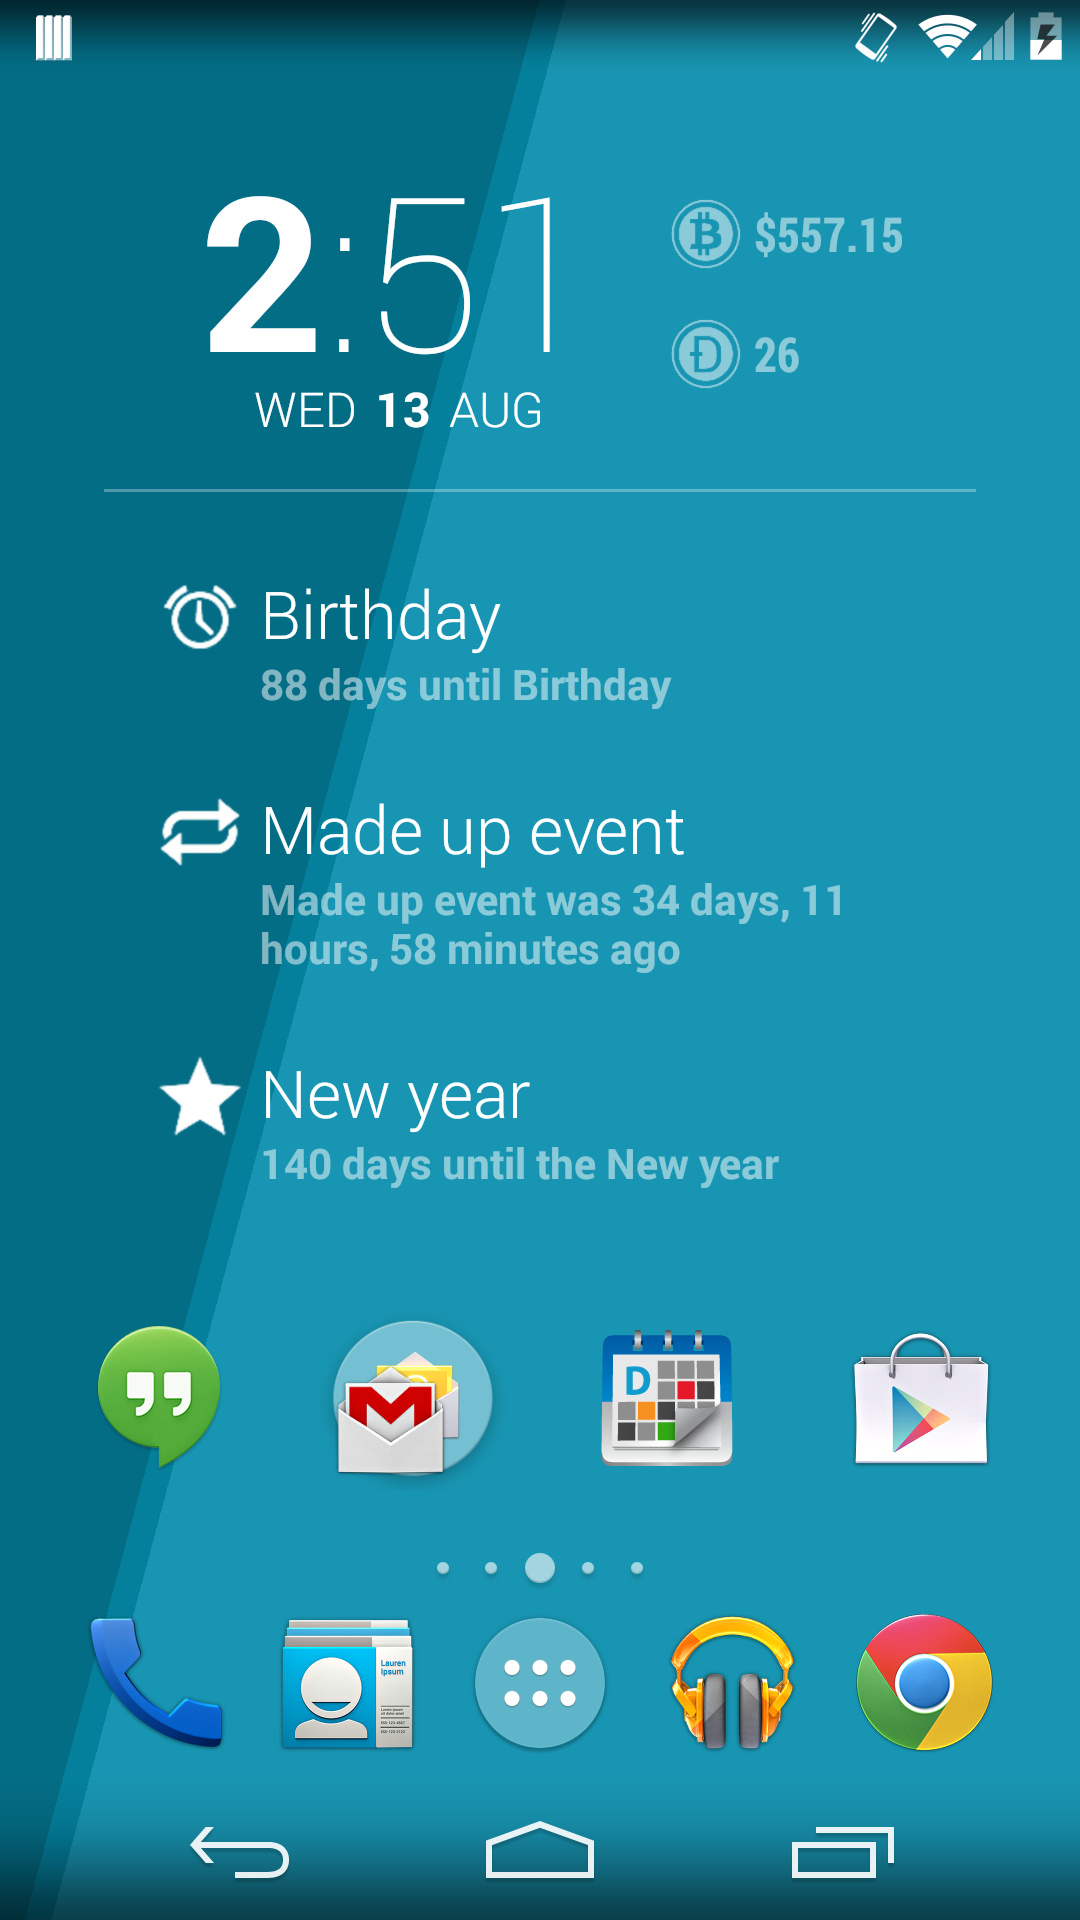 2:51
WED 13 AUG
$557.15
26
Birthday
88 days until Birthday
Made up event
Made up event was 34 days, 11
hours, 58 minutes ago
New year
140 days until the New year
D
Lauren
Ipsum